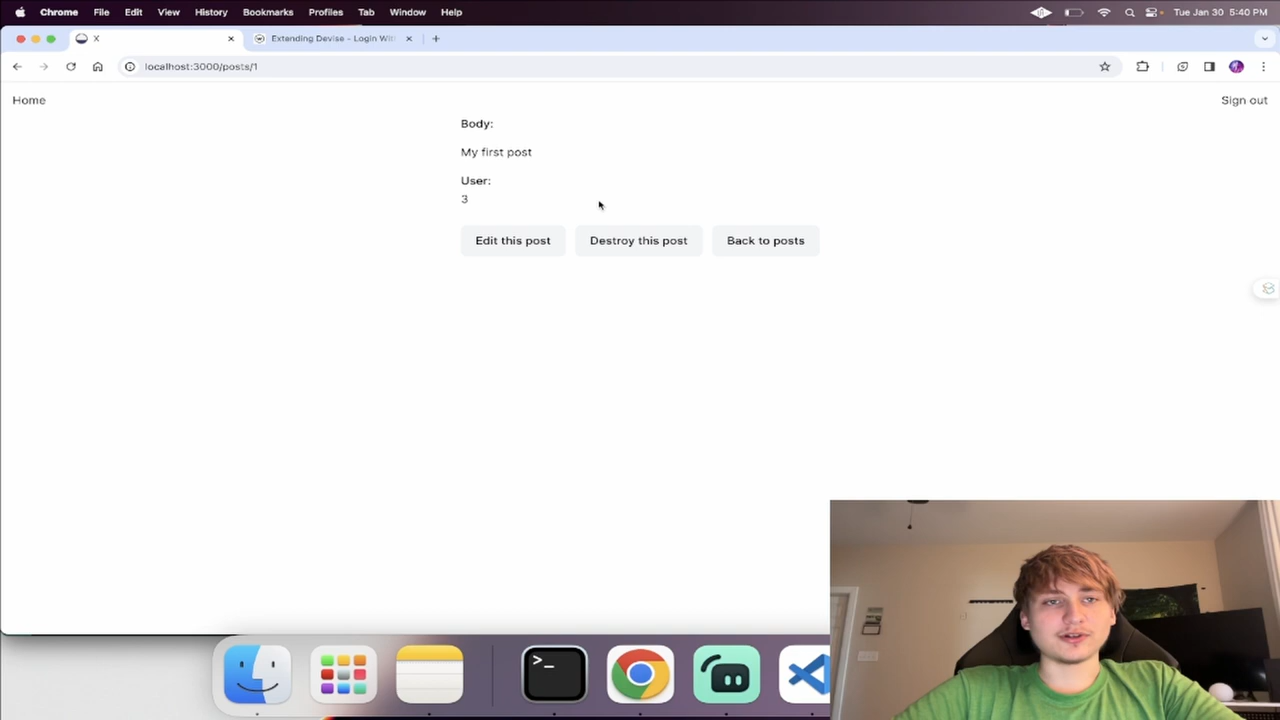 Chrome File Edit View History Bookmarks Profiles Tab Window Help Tue Jan 30 5:40 PM
X Extending Devise - Login Wit
localhost:3000/posts/1
Home Sign out
Body:
My first post
User:
3
Edit this post Destroy this post Back to posts